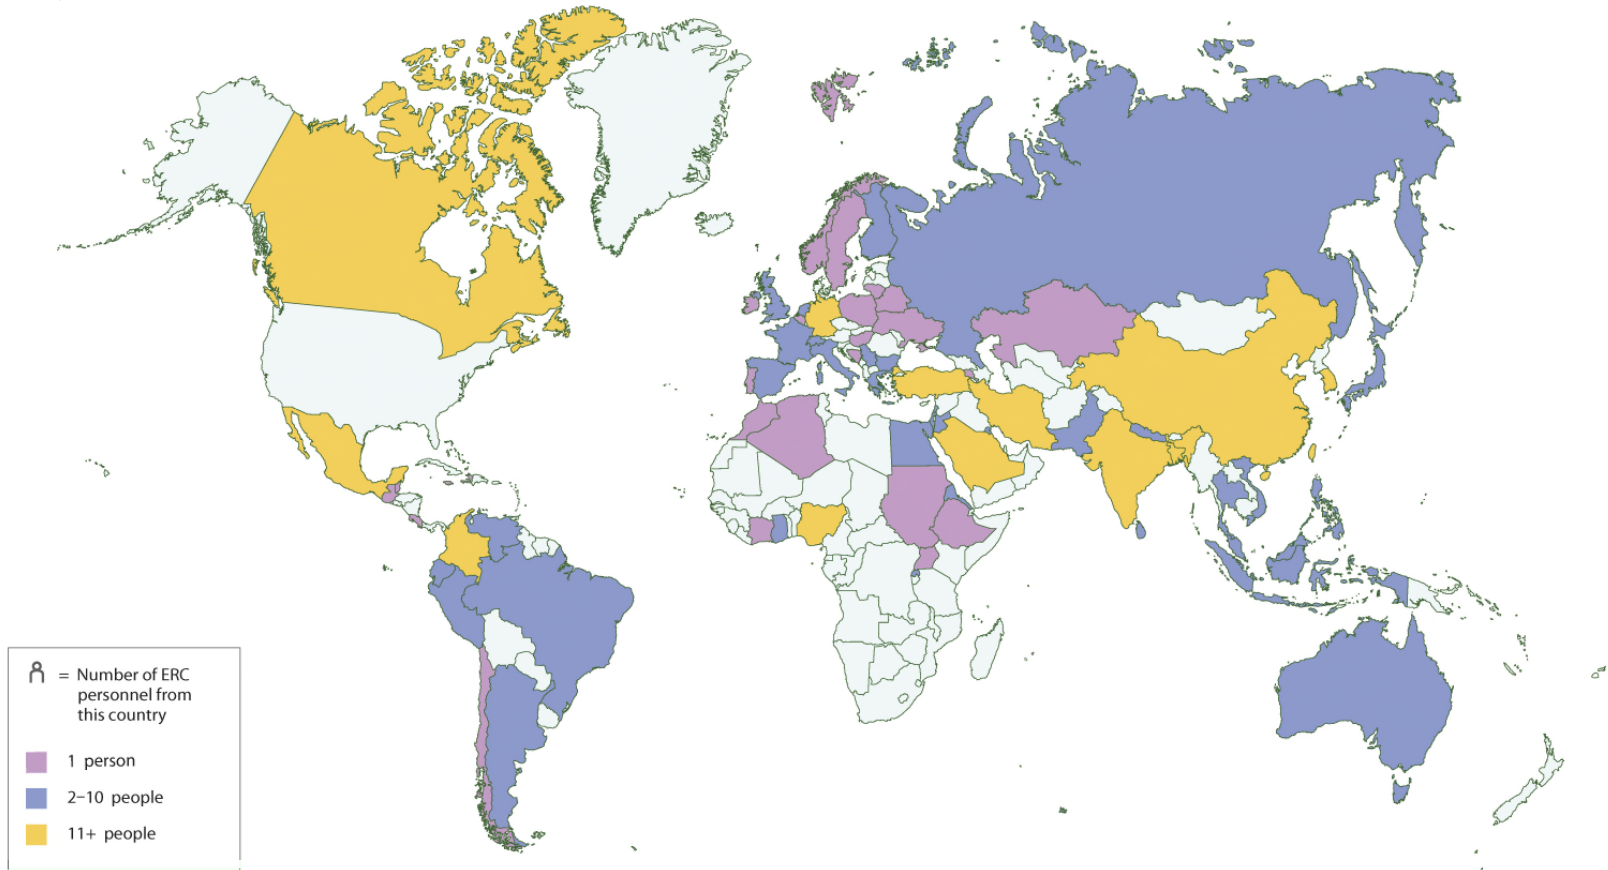 = Number of ERC
personnel from
this country
1 person
2–10 people
11+ people